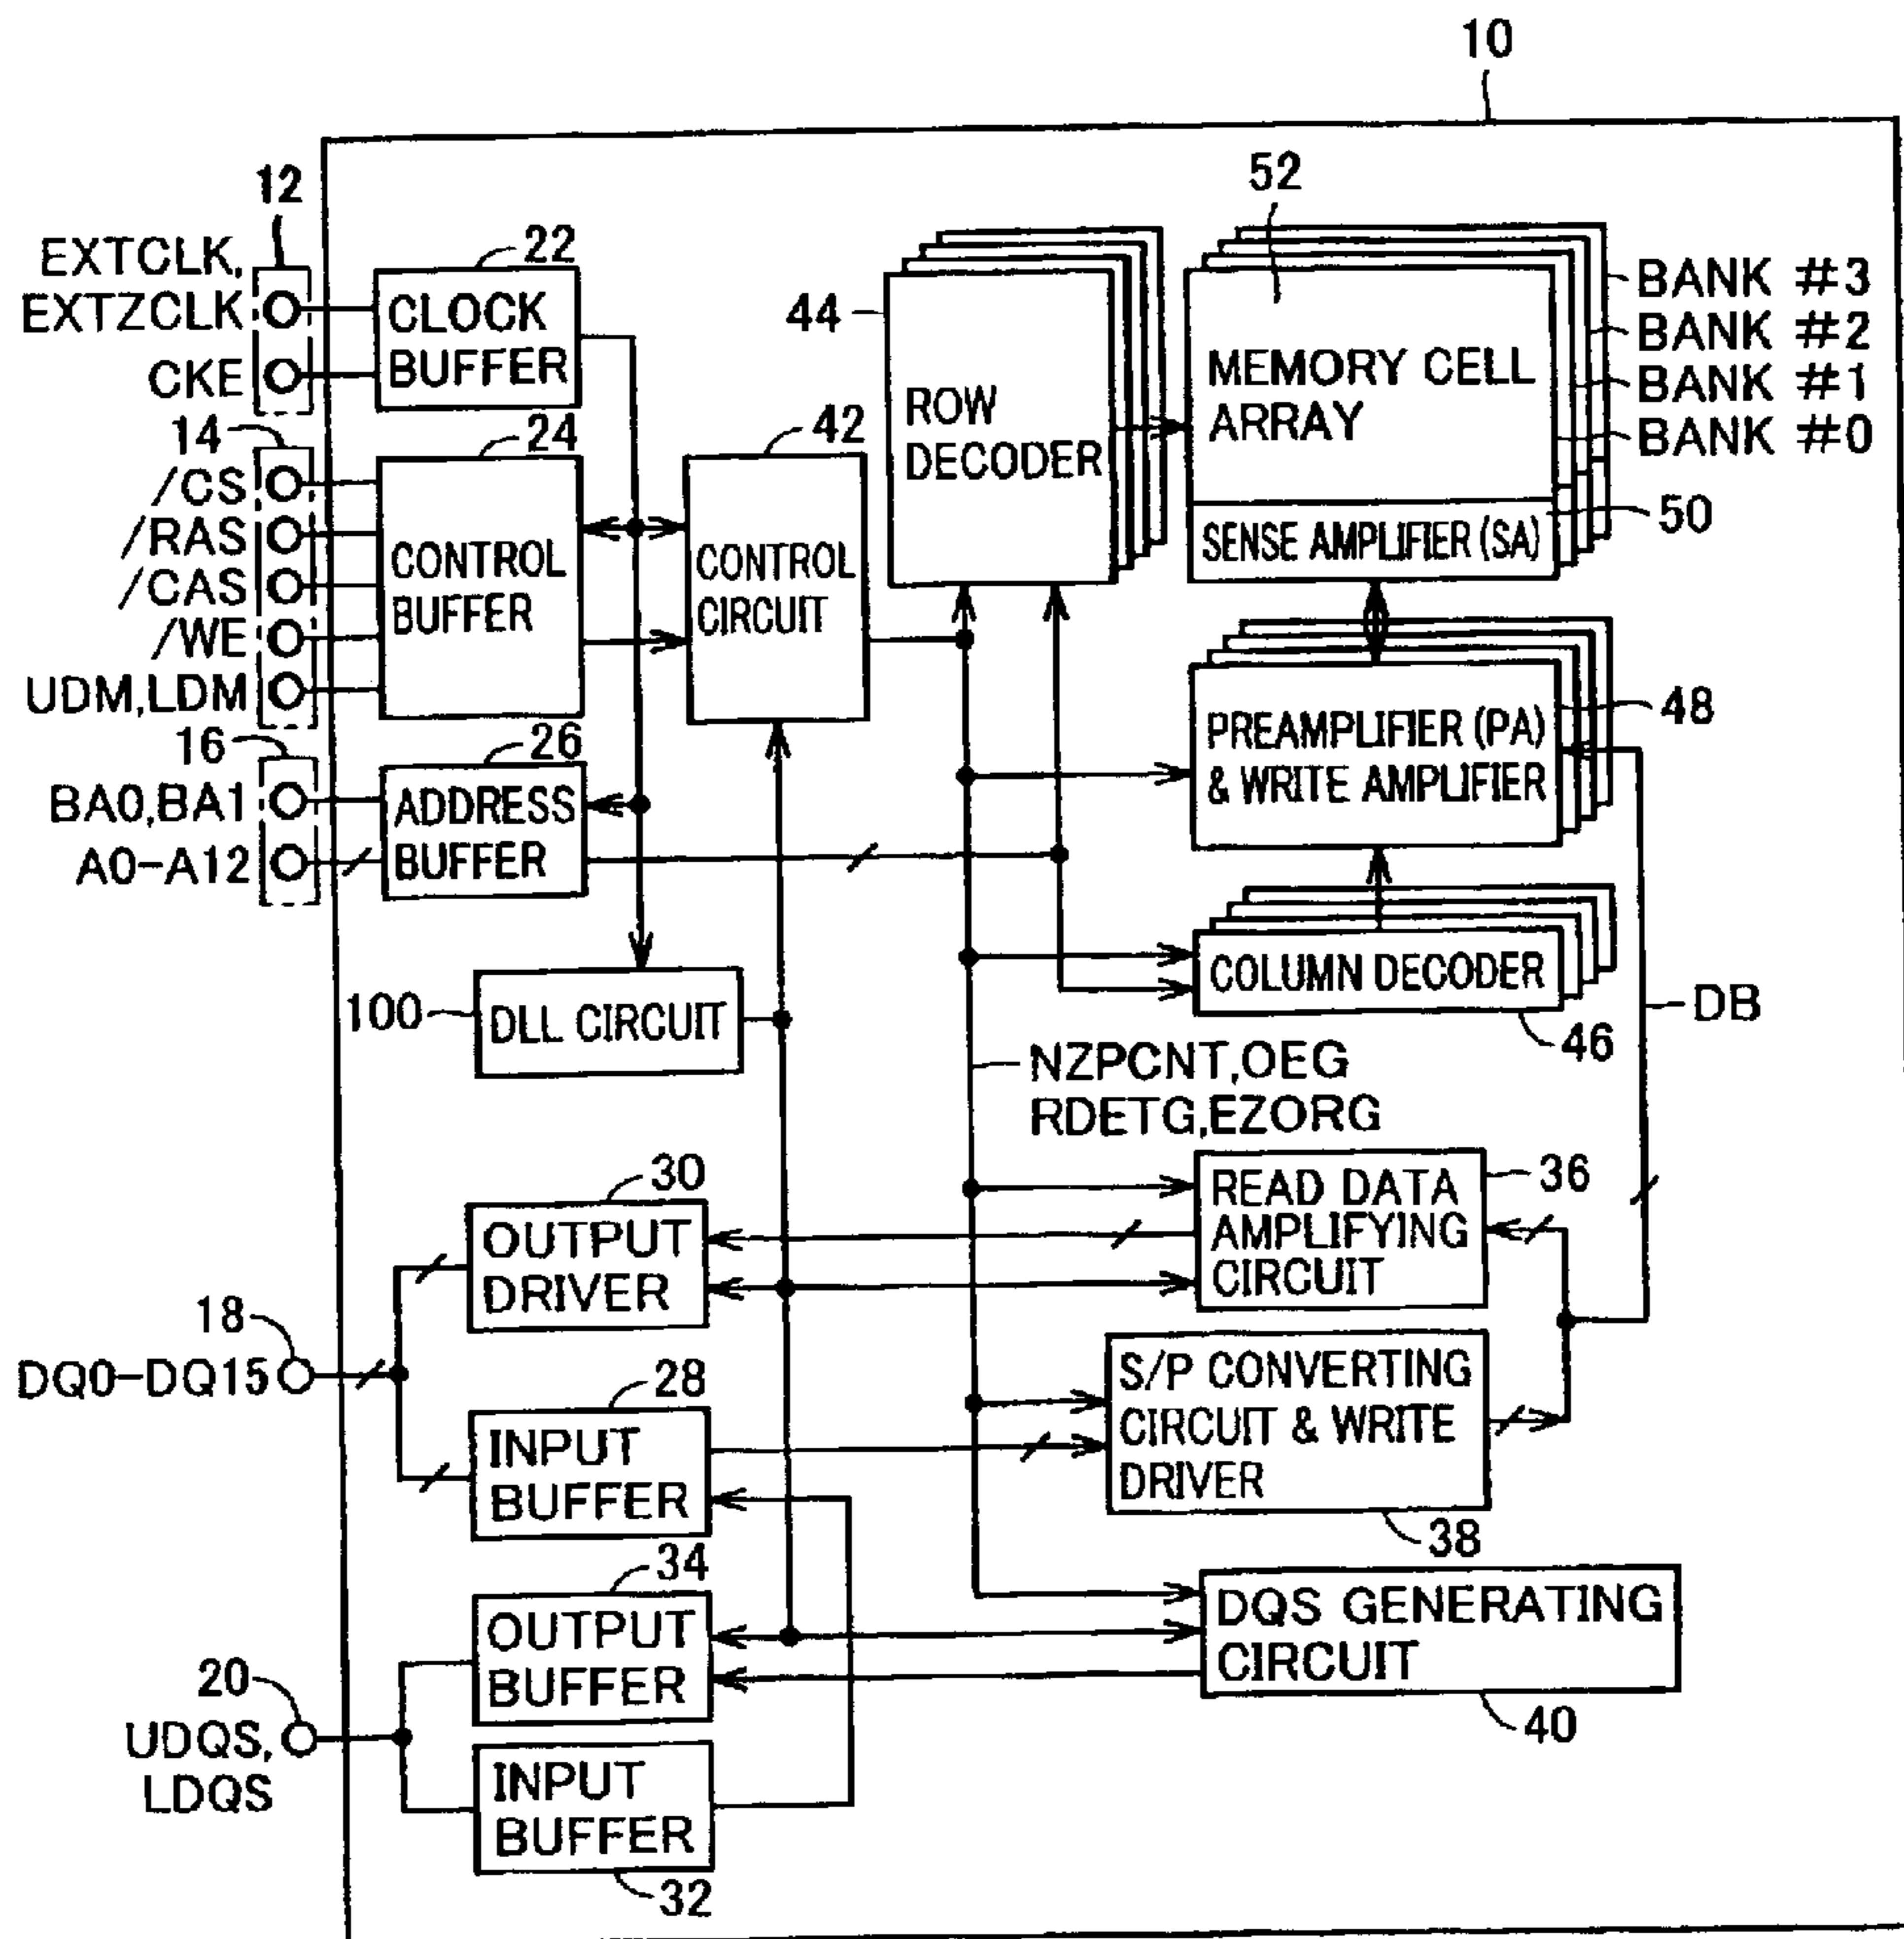 10
12
EXTCLK,
EXTZCLK
CKE
22
CLOCK
BUFFER
14
/CS
/RAS
/CAS
/WE
UDM,LDM
24
CONTROL
BUFFER
16
BA0,BA1
A0-A12
26
ADDRESS
BUFFER
42
CONTROL
CIRCUIT
44
ROW
DECODER
52
MEMORY CELL
ARRAY
BANK #3
BANK #2
BANK #1
BANK #0
SENSE AMPLIFIER (SA)
50
PREAMPLIFIER (PA)
& WRITE AMPLIFIER
48
COLUMN DECODER
46
DB
100
DLL CIRCUIT
NZPCNT,OEG
RDETG,EZORG
30
OUTPUT
DRIVER
READ DATA
AMPLIFYING
CIRCUIT
36
18
DQ0-DQ15
28
INPUT
BUFFER
S/P CONVERTING
CIRCUIT & WRITE
DRIVER
38
34
OUTPUT
BUFFER
DQS GENERATING
CIRCUIT
40
20
UDQS,
LDQS
INPUT
BUFFER
32